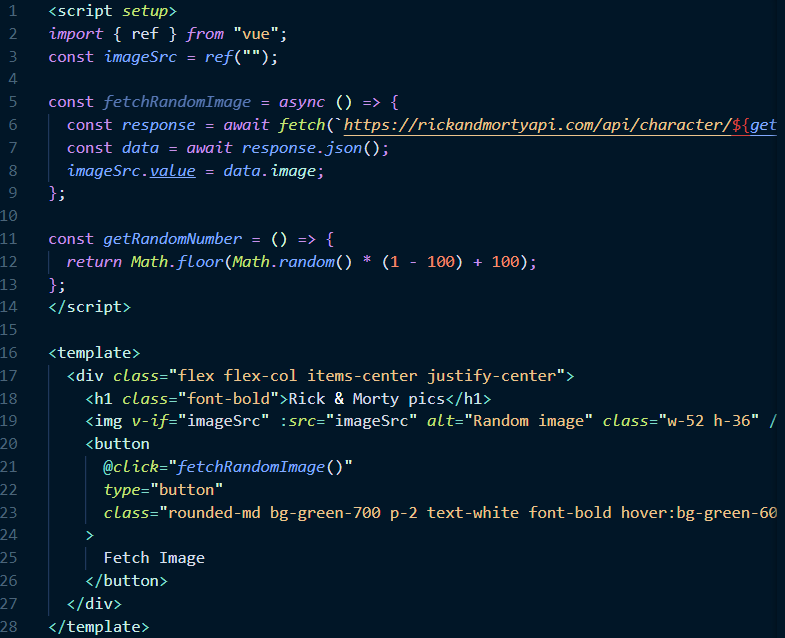 1 <script setup>
2 import { ref } from "vue";
3 const imageSrc = ref("");
4
5 const fetchRandomImage = async () => {
6 const response = await fetch(`https://rickandmortyapi.com/api/character/${get
7 const data = await response.json();
8 imageSrc.value = data.image;
9 };
10
11 const getRandomNumber = () => {
12 return Math.floor(Math.random() * (1 - 100) + 100);
13 };
14 </script>
15
16 <template>
17 <div class="flex flex-col items-center justify-center">
18 <h1 class="font-bold">Rick & Morty pics</h1>
19 <img v-if="imageSrc" :src="imageSrc" alt="Random image" class="w-52 h-36" /
20 <button
21 @click="fetchRandomImage()"
22 type="button"
23 class="rounded-md bg-green-700 p-2 text-white font-bold hover:bg-green-60
24 >
25 Fetch Image
26 </button>
27 </div>
28 </template>